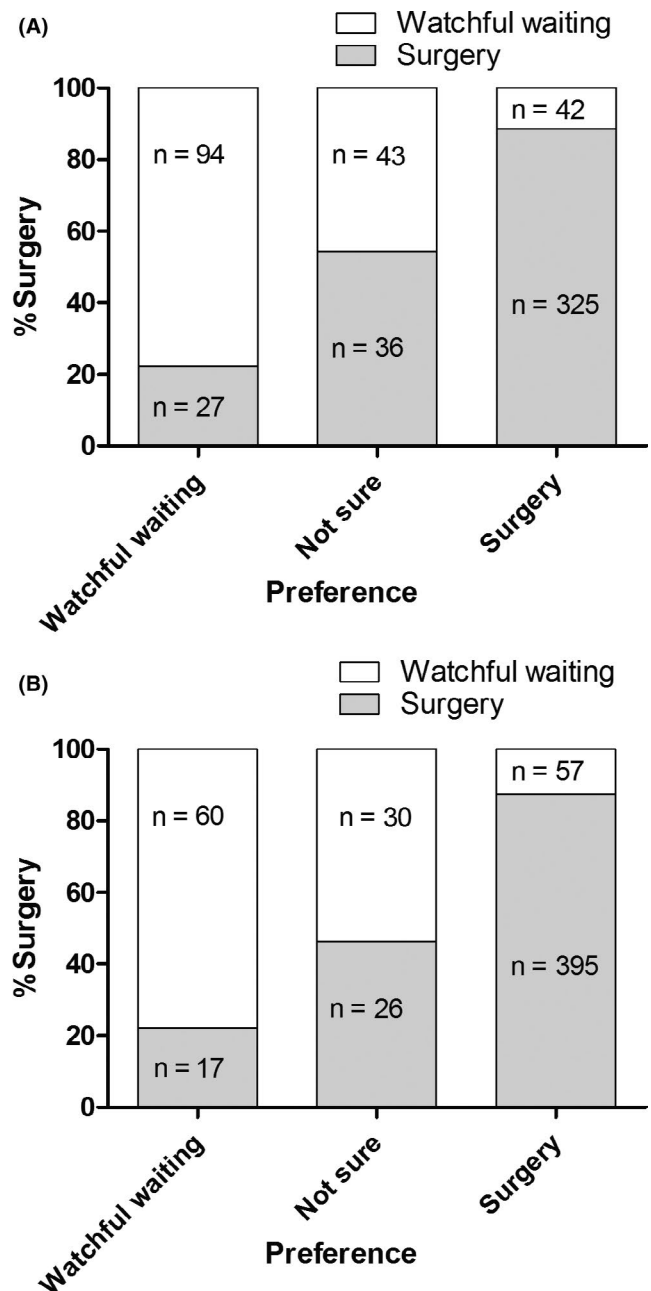 (A)
Watchful waiting
Surgery
100
80
60
40
20
0
%Surgery
n = 94
n = 43
n = 42
n = 27
n = 36
n = 325
Watchful waiting
Not sure
Surgery
Preference
(B)
Watchful waiting
Surgery
100
80
60
40
20
0
%Surgery
n = 60
n = 30
n = 57
n = 17
n = 26
n = 395
Watchful waiting
Not sure
Surgery
Preference